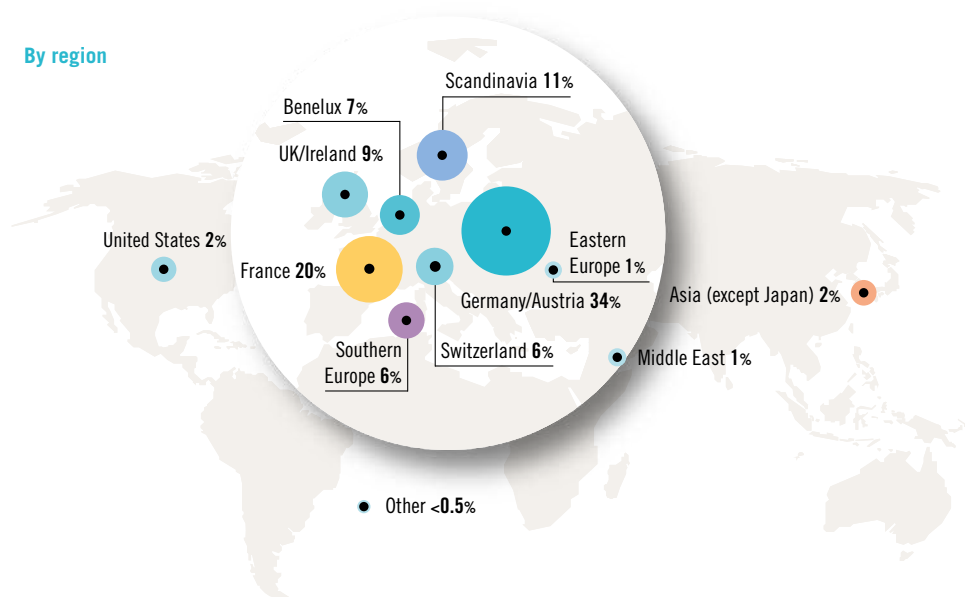 By region
Scandinavia 11%
Benelux 7%
UK/Ireland 9%
United States 2%
France 20%
Eastern
Europe 1%
Germany/Austria 34%
Asia (except Japan) 2%
Southern
Europe 6%
Switzerland 6%
Middle East 1%
Other <0.5%